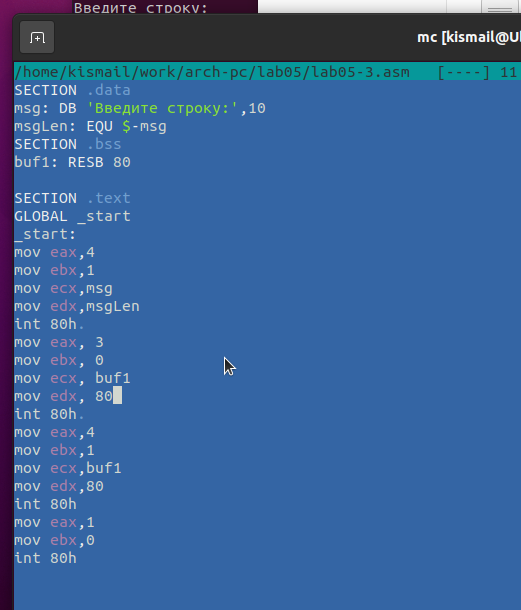 Введите строку:
mc [kismail@Ul
/home/kismail/work/arch-pc/lab05/lab05-3.asm [----] 11
SECTION .data
msg: DB 'Введите строку:',10
msgLen: EQU $-msg
SECTION .bss
buf1: RESB 80
SECTION .text
GLOBAL _start
_start:
mov eax,4
mov ebx,1
mov ecx,msg
mov edx,msgLen
int 80h.
mov eax, 3
mov ebx, 0
mov ecx, buf1
mov edx, 80
int 80h.
mov eax,4
mov ebx,1
mov ecx,buf1
mov edx,80
int 80h
mov eax,1
mov ebx,0
int 80h